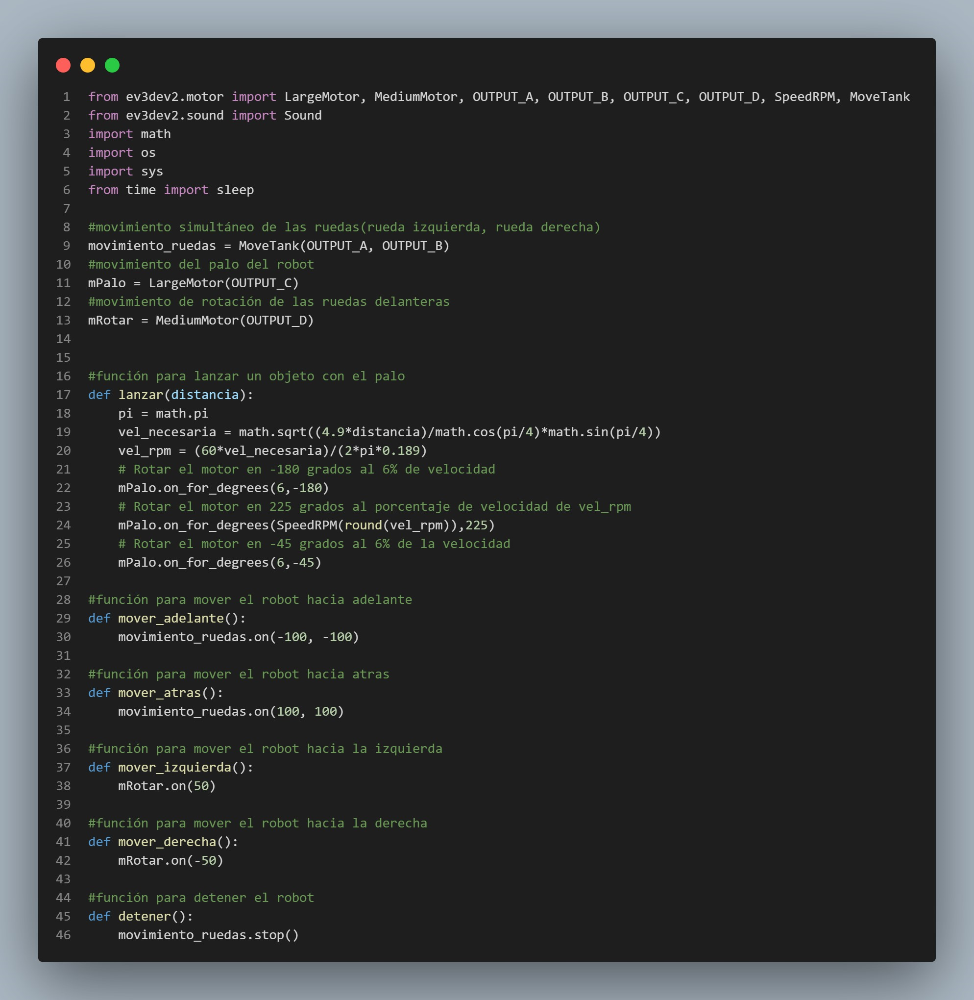 1 from ev3dev2.motor import LargeMotor, MediumMotor, OUTPUT_A, OUTPUT_B, OUTPUT_C, OUTPUT_D, SpeedRPM, MoveTank
2 from ev3dev2.sound import Sound
3 import math
4 import os
5 import sys
6 from time import sleep
7
8 #movimiento simultáneo de las ruedas(rueda izquierda, rueda derecha)
9 movimiento_ruedas = MoveTank(OUTPUT_A, OUTPUT_B)
10 #movimiento del palo del robot
11 mPalo = LargeMotor(OUTPUT_C)
12 #movimiento de rotación de las ruedas delanteras
13 mRotar = MediumMotor(OUTPUT_D)
14
15
16 #función para lanzar un objeto con el palo
17 def lanzar(distancia):
18     pi = math.pi
19     vel_necesaria = math.sqrt((4.9*distancia)/math.cos(pi/4)*math.sin(pi/4))
20     vel_rpm = (60*vel_necesaria)/(2*pi*0.189)
21     # Rotar el motor en -180 grados al 6% de velocidad
22     mPalo.on_for_degrees(6,-180)
23     # Rotar el motor en 225 grados al porcentaje de velocidad de vel_rpm
24     mPalo.on_for_degrees(SpeedRPM(round(vel_rpm)),225)
25     # Rotar el motor en -45 grados al 6% de la velocidad
26     mPalo.on_for_degrees(6,-45)
27
28 #función para mover el robot hacia adelante
29 def mover_adelante():
30     movimiento_ruedas.on(-100, -100)
31
32 #función para mover el robot hacia atras
33 def mover_atras():
34     movimiento_ruedas.on(100, 100)
35
36 #función para mover el robot hacia la izquierda
37 def mover_izquierda():
38     mRotar.on(50)
39
40 #función para mover el robot hacia la derecha
41 def mover_derecha():
42     mRotar.on(-50)
43
44 #función para detener el robot
45 def detener():
46     movimiento_ruedas.stop()